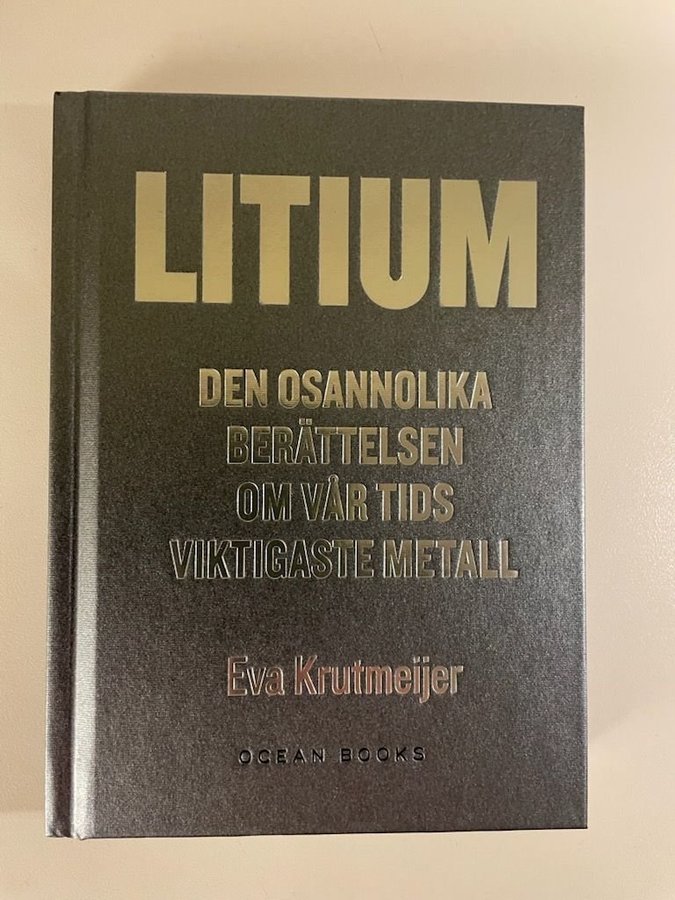 LITIUM
DEN OSANNOLIKA
BERÄTTELSEN
OM VÅR TIDS
VIKTIGASTE METALL
Eva Krutmeijer
OCEAN BOOKS